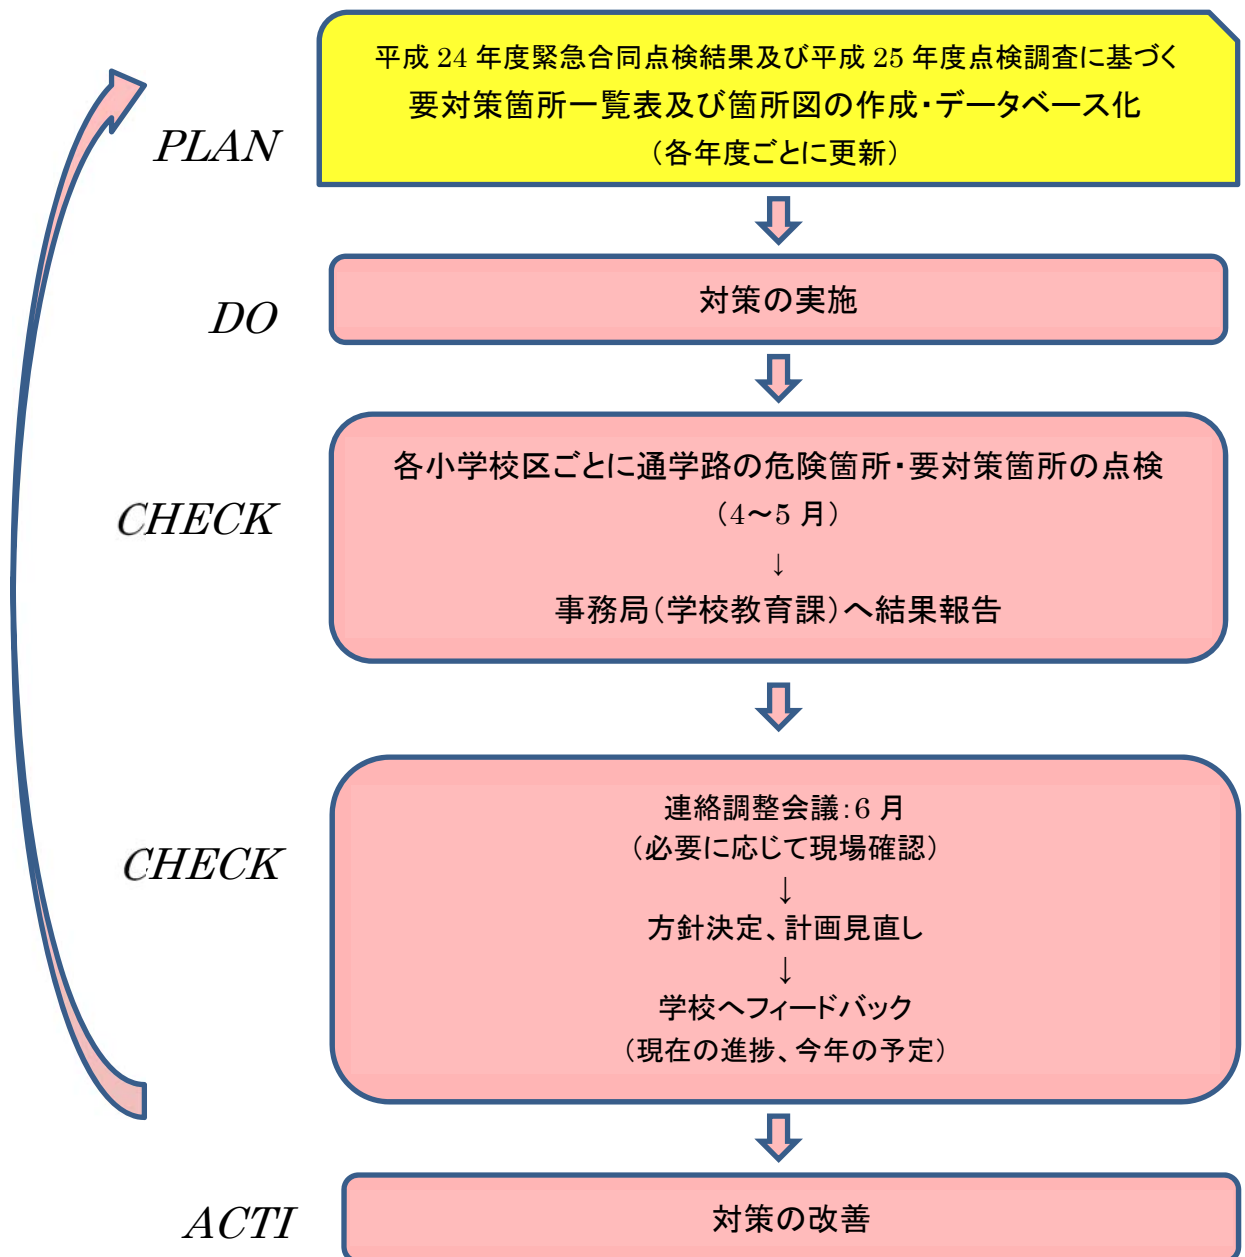 平成 24 年度緊急合同点検結果及び平成 25 年度点検調査に基づく
要対策箇所一覧表及び箇所図の作成・データベース化
（各年度ごとに更新）
PLAN
対策の実施
DO
各小学校区ごとに通学路の危険箇所・要対策箇所の点検
（4～5 月）
↓
事務局（学校教育課）へ結果報告
CHECK
連絡調整会議：6 月
（必要に応じて現場確認）
↓
方針決定、計画見直し
↓
学校へフィードバック
（現在の進捗、今年の予定）
CHECK
対策の改善
ACTI